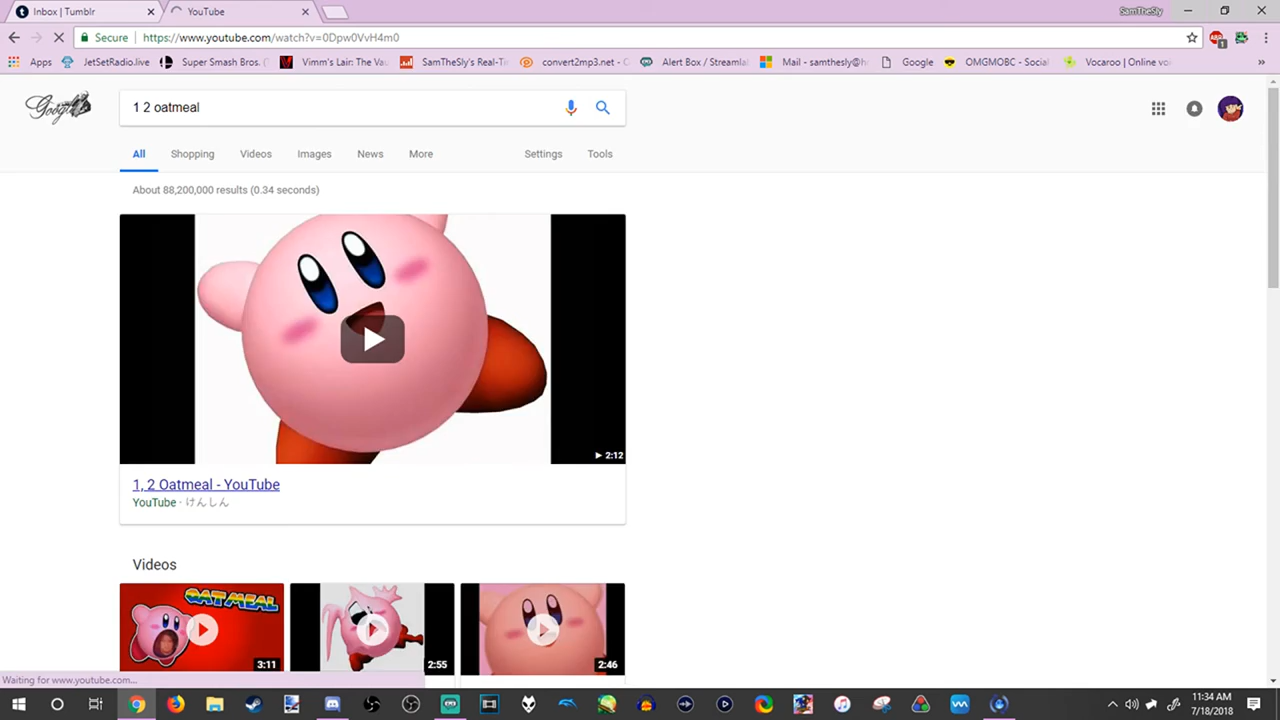 Inbox | Tumblr
YouTube
SamTheSly
Secure
https://www.youtube.com/watch?v=0Dpw0VvH4m0
Apps
JetSetRadio.live
Super Smash Bros. (
Vimm's Lair: The Vau
SamTheSly's Real-Tim
convert2mp3.net - C
Alert Box / Streamla
Mail - samthesly@h
Google
OMGMOBC - Social
Vocaroo | Online vo
»
Google
1 2 oatmeal
All
Shopping
Videos
Images
News
More
Settings
Tools
About 88,200,000 results (0.34 seconds)
2:12
1, 2 Oatmeal - YouTube
YouTube · けんしん
Videos
OATMEAL
3:11
2:55
2:46
Waiting for www.youtube.com...
11:34 AM
7/18/2018